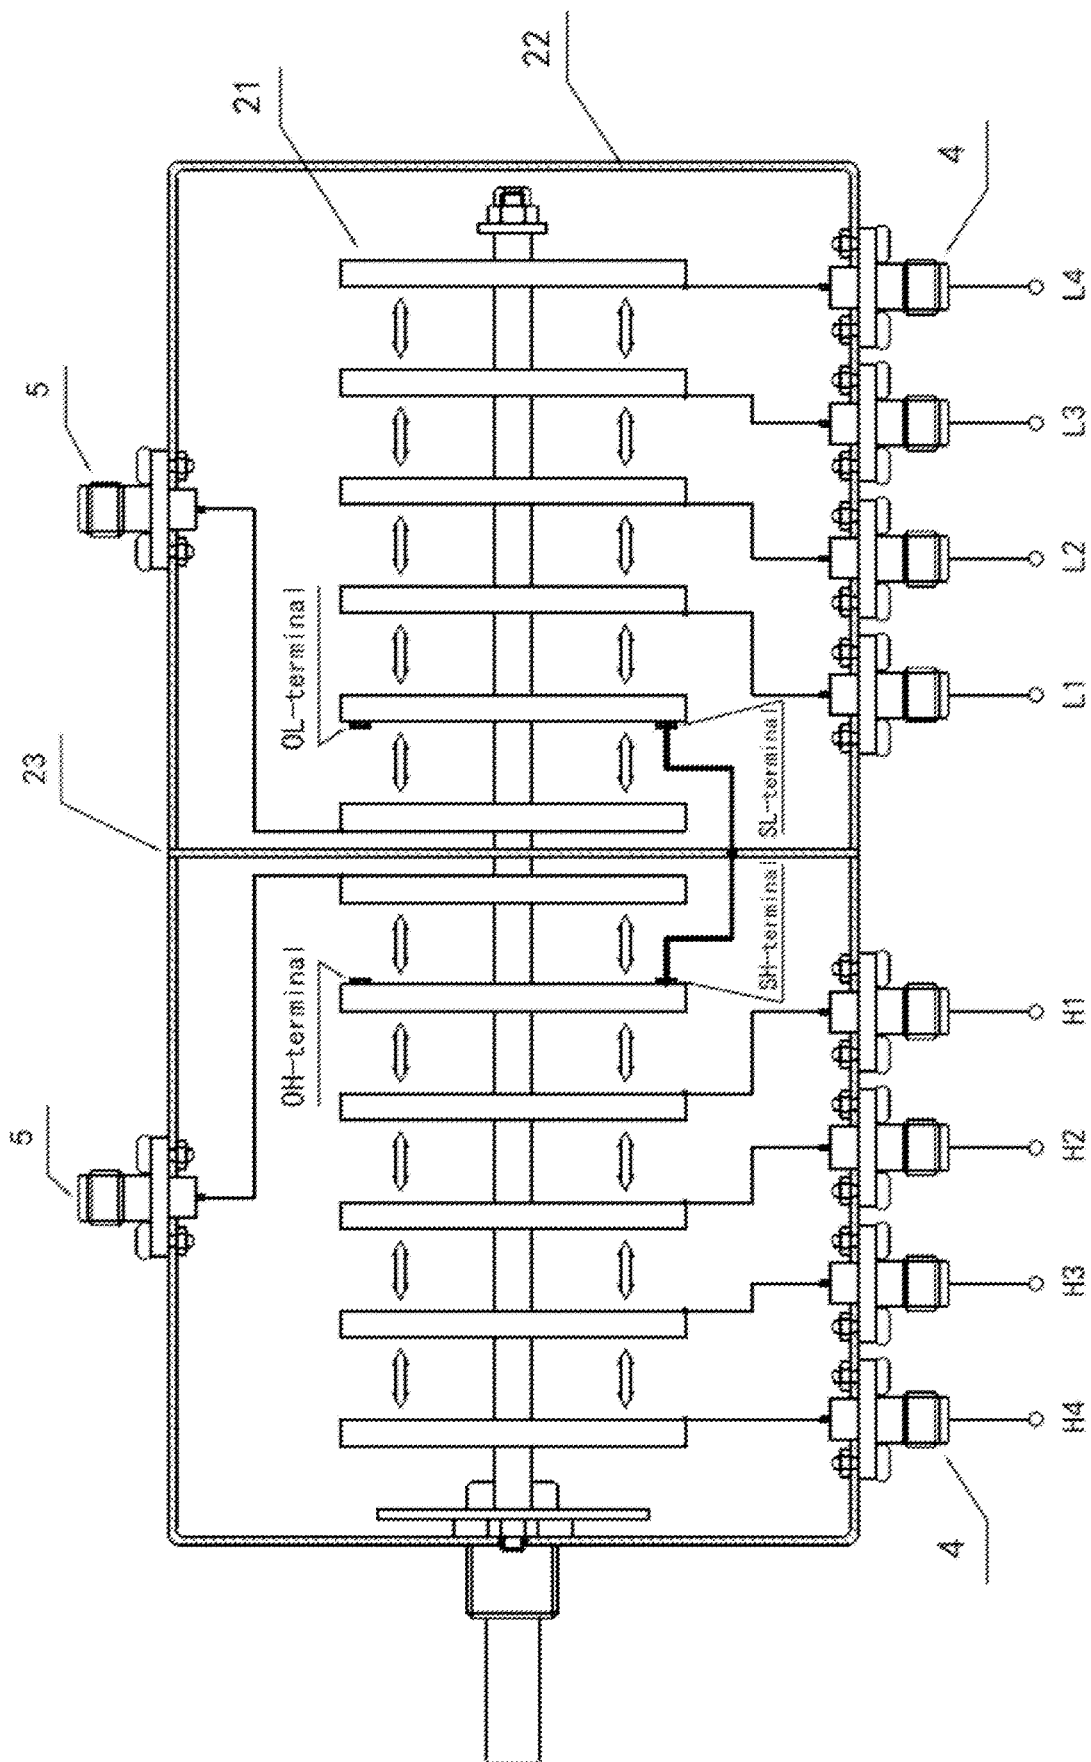 22
21
4
5
OL-terminal
23
SL-terminal
SH-terminal
OH-terminal
5
4
L4
L3
L2
L1
H1
H2
H3
H4